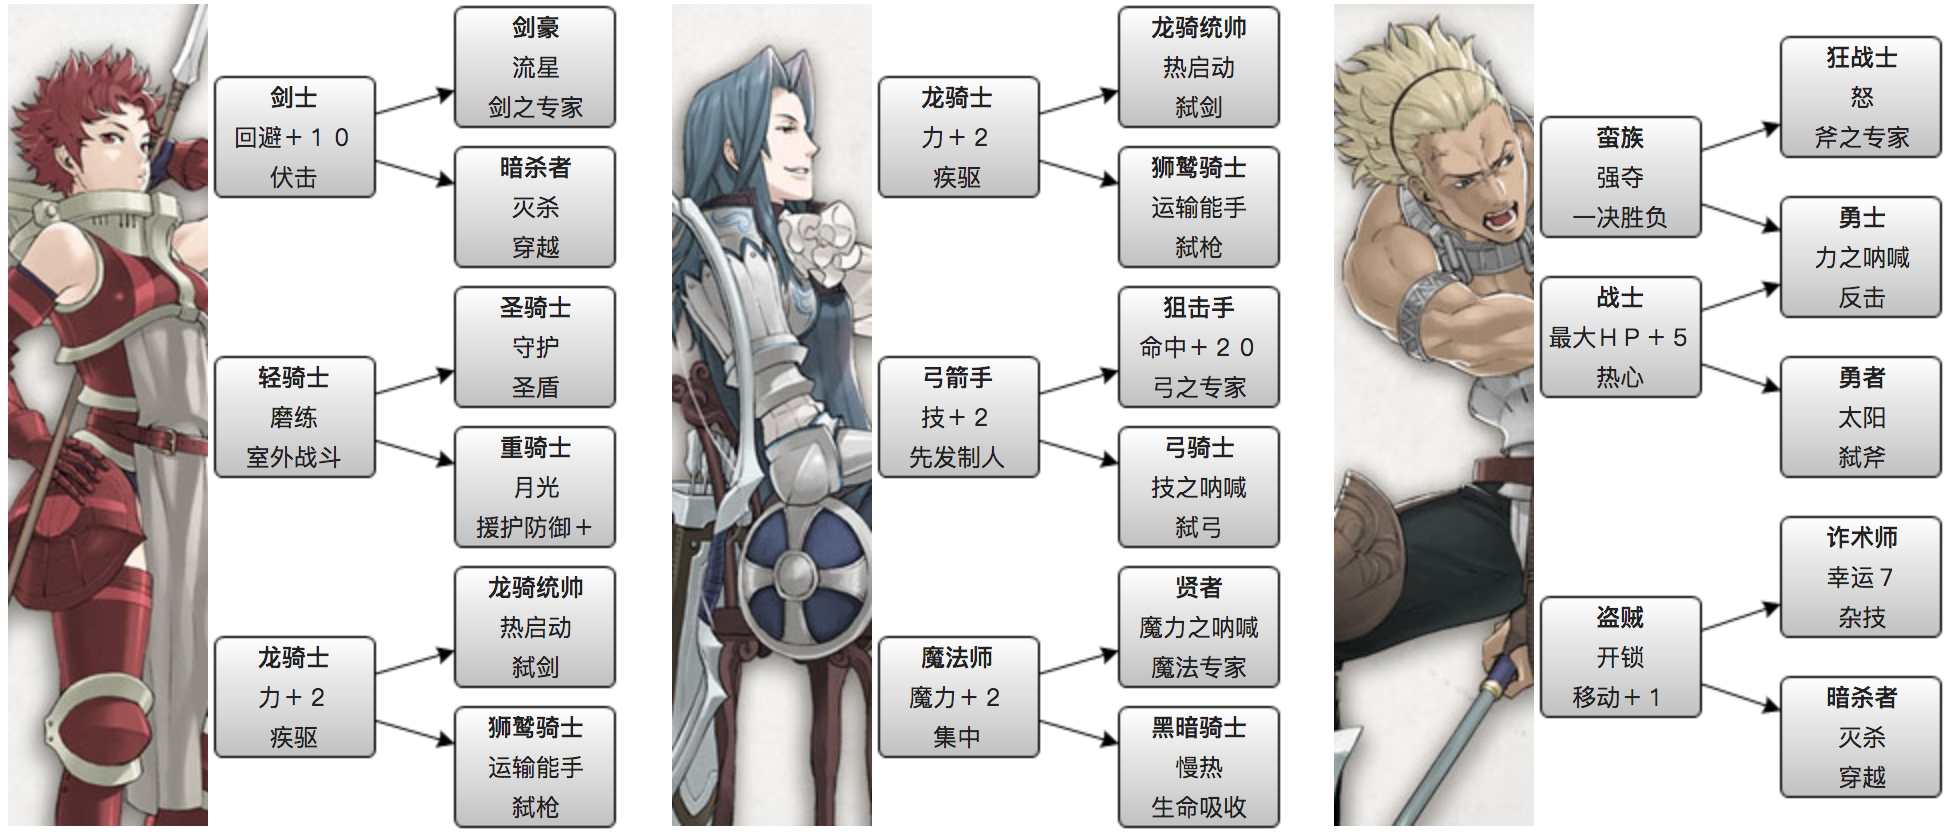 剑士
回避＋１０
伏击
剑豪
流星
剑之专家
暗杀者
灭杀
穿越
轻骑士
磨练
室外战斗
圣骑士
守护
圣盾
重骑士
月光
援护防御＋
龙骑士
力＋２
疾驱
龙骑统帅
热启动
弑剑
狮鹫骑士
运输能手
弑枪
龙骑士
力＋２
疾驱
龙骑统帅
热启动
弑剑
狮鹫骑士
运输能手
弑枪
弓箭手
技＋２
先发制人
狙击手
命中＋２０
弓之专家
弓骑士
技之呐喊
弑弓
魔法师
魔力＋２
集中
贤者
魔力之呐喊
魔法专家
黑暗骑士
慢热
生命吸收
蛮族
强夺
一决胜负
狂战士
怒
斧之专家
勇士
力之呐喊
反击
战士
最大ＨＰ＋５
热心
勇者
太阳
弑斧
盗贼
开锁
移动＋１
诈术师
幸运７
杂技
暗杀者
灭杀
穿越